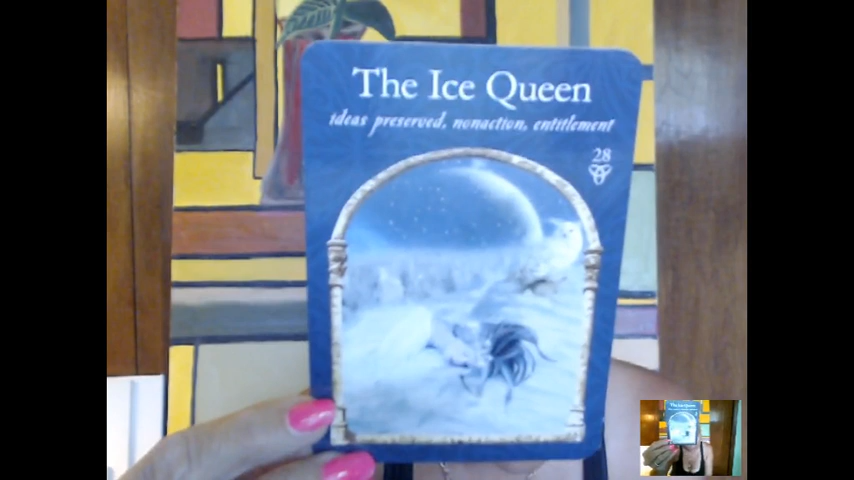 The Ice Queen
ideas preserved, nonaction, entitlement
28